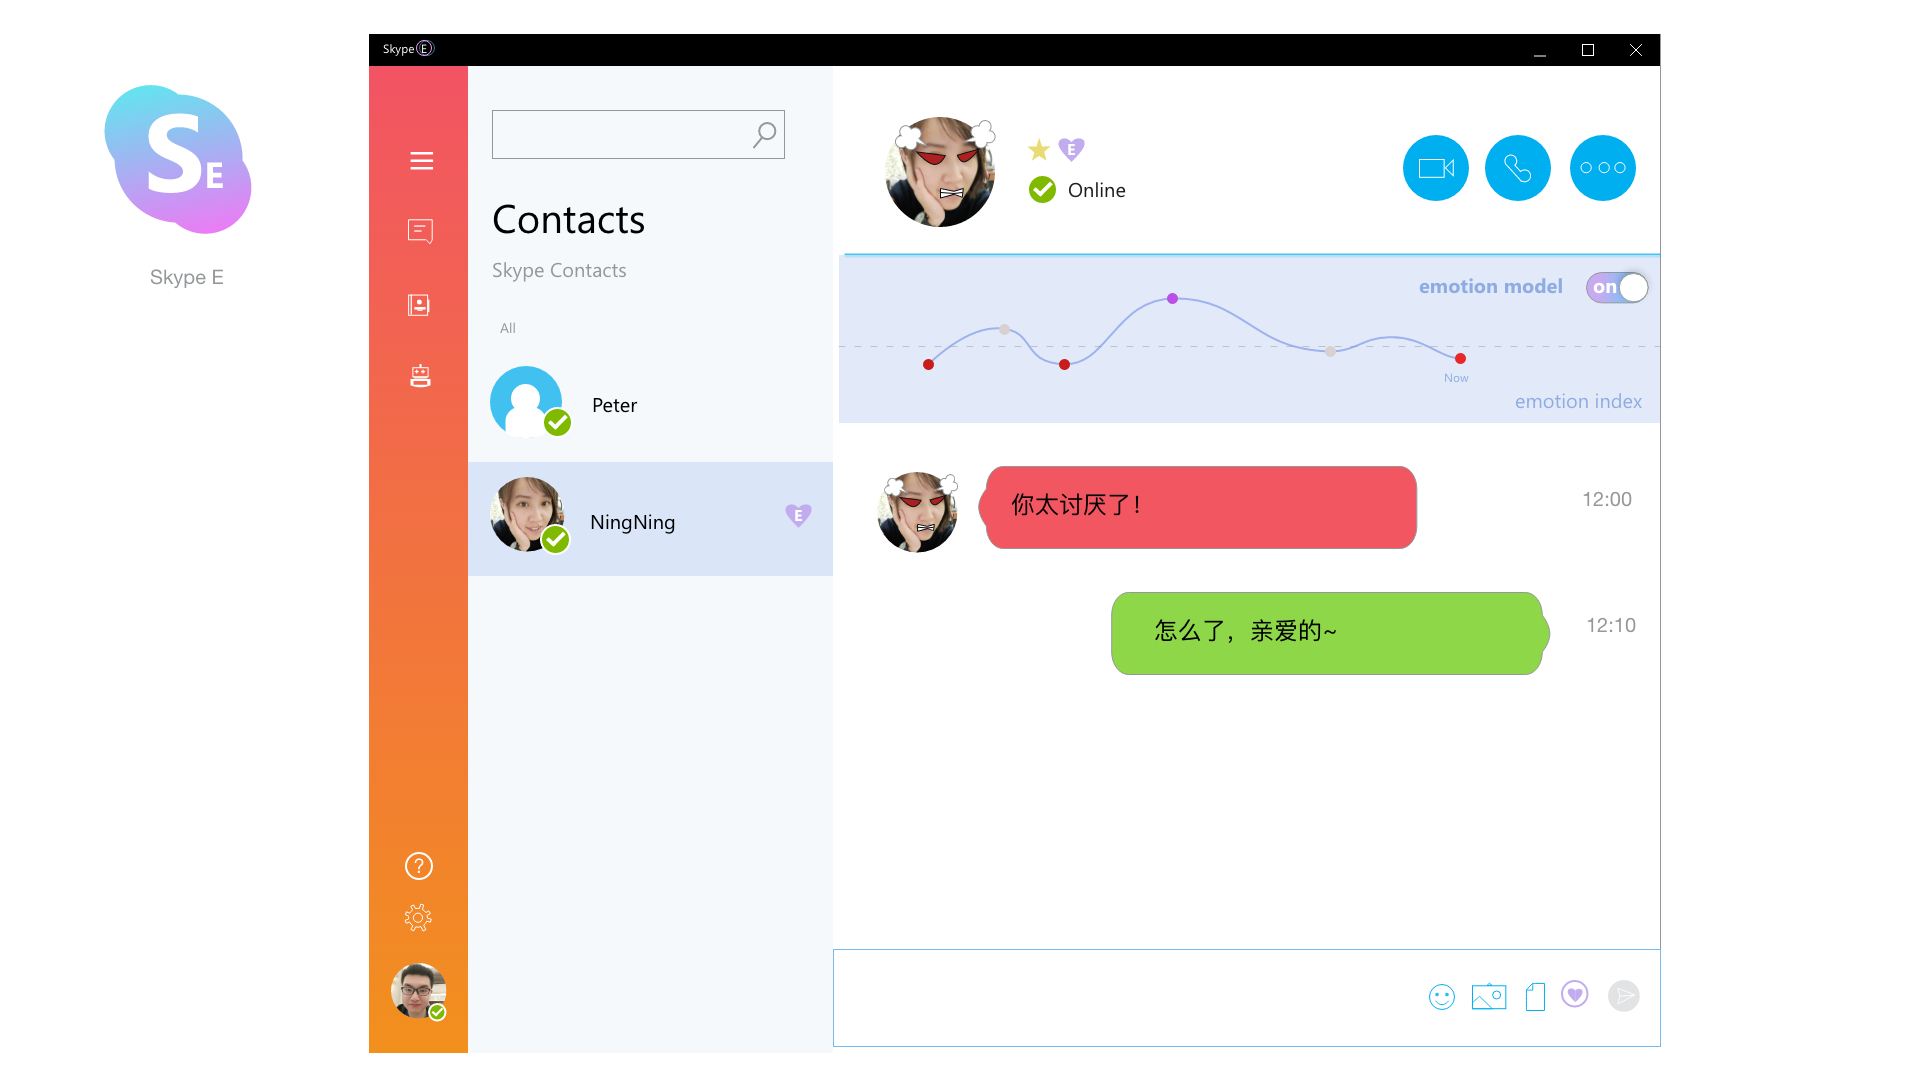 Skype E
SE
Skype E
Contacts
Skype Contacts
All
Peter
NingNing
E
E
Online
emotion model
on
Now
emotion index
你太讨厌了！
12:00
怎么了，亲爱的~
12:10
?